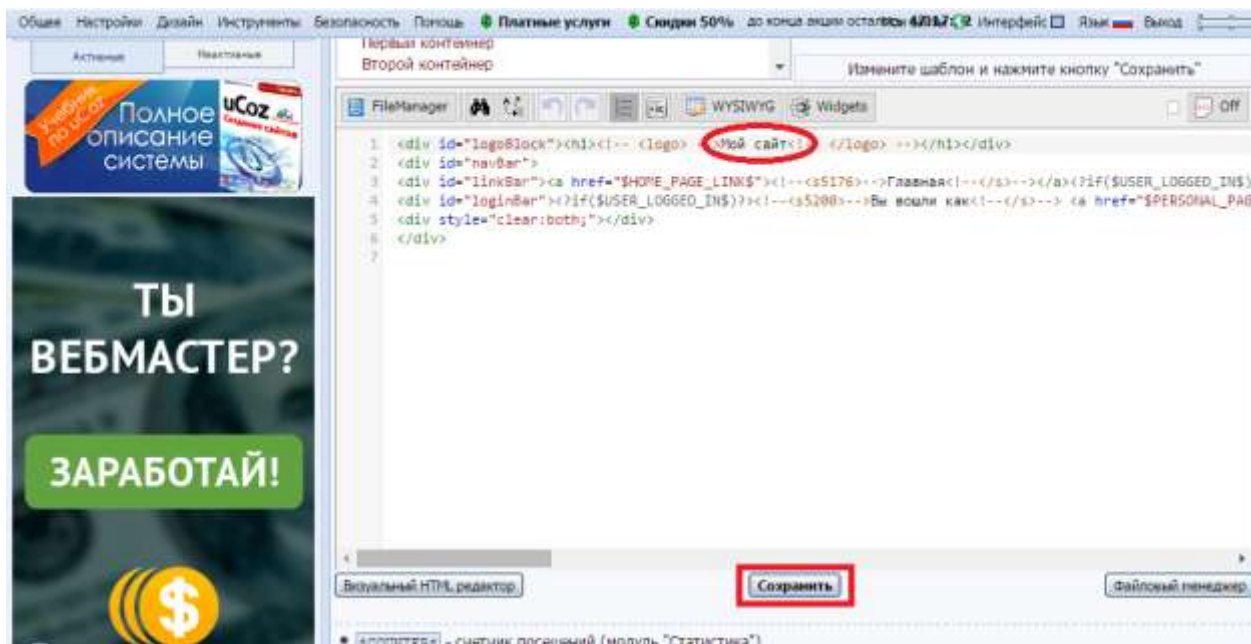 Общее Настройки Дизайн Инструменты Безопасность Помощь Платные услуги Скидки 50% до конца акции Интерфейс Язык Выход
Активные Неактивные
Учебник по uCoz
Полное
описание
системы
uCoz
Создание сайтов
ТЫ
ВЕБМАСТЕР?
ЗАРАБОТАЙ!
$
Первый контейнер
Второй контейнер
Измените шаблон и нажмите кнопку "Сохранить"
FileManager WYSIWYG Widgets Off
1 <div id="logoBlock"><h1><!-- <logo> >Мой сайт<! </logo> --></h1></div>
2 <div id="navBar">
3 <div id="linkBar"><a href="$HOME_PAGE_LINK$"><!--<s5176>-->Главная<!--</s>--></a><?if($USER_LOGGED_IN$)
4 <div id="loginBar"><?if($USER_LOGGED_IN$)?><!--<s5200>-->Вы вошли как<!--</s>--> <a href="$PERSONAL_PAG
5 <div style="clear:both;"></div>
6 </div>
7
Визуальный HTML редактор Сохранить Файловый менеджер
- счетчик посещений (модуль "Статистика")